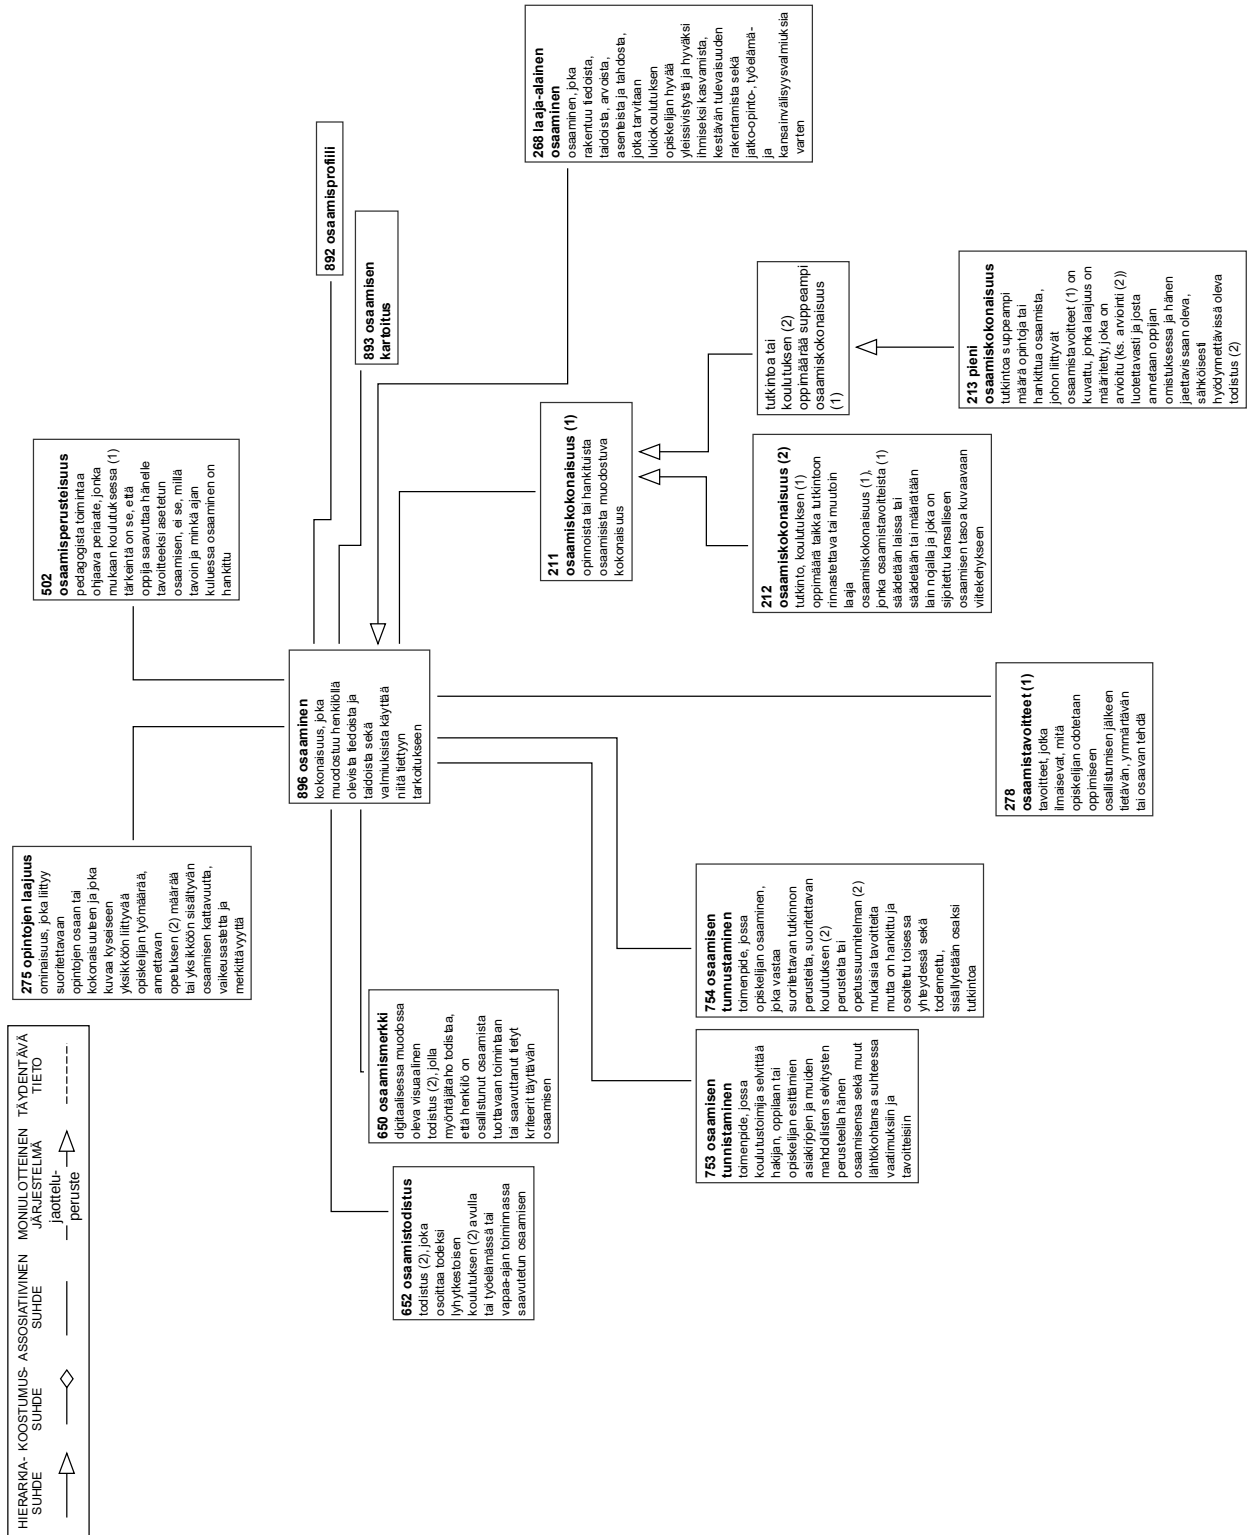 HIERARKIA-
SUHDE
KOOSTUMUS-
SUHDE
ASSOSIATIIVINEN
SUHDE
MONIULOTTEINEN
JÄRJESTELMÄ
jaottelu-
peruste
TÄYDENTÄVÄ
TIETO
275 opintojen laajuus
ominaisuus, joka liittyy
suoritettavaan
opintojen osaan tai
kokonaisuuteen ja joka
kuvaa kyseiseen
yksikköön liittyvää
opiskelijan työmäärää,
annettavan
opetuksen (2) määrää
tai yksikköön sisältyvän
osaamisen kattavuutta,
vaikeusastetta ja
merkittävyyttä
502
osaamisperusteisuus
pedagogista toimintaa
ohjaava periaate, jonka
mukaan koulutuksessa (1)
tärkeintä on se, että
oppija saavuttaa hänelle
tavoitteeksi asetetun
osaamisen, ei se, millä
tavoin ja minkä ajan
kuluessa osaaminen on
hankittu
896 osaaminen
kokonaisuus, joka
muodostuu henkilöllä
olevista tiedoista ja
taidoista sekä
valmiuksista käyttää
niitä tiettyyn
tarkoitukseen
892 osaamisprofiili
893 osaamisen
kartoitus
268 laaja-alainen
osaaminen
osaaminen, joka
rakentuu tiedoista,
taidoista, arvoista,
asenteista ja tahdosta,
jotka tarvitaan
lukiokoulutuksen
opiskelijan hyvää
yleissivistystä ja hyväksi
ihmiseksi kasvamista,
kestävän tulevaisuuden
rakentamista sekä
jatko-opinto-, työelämä-
ja
kansainvälisyysvalmiuksia
varten
652 osaamistodistus
todistus (2), joka
osoittaa todeksi
lyhytkestoisen
koulutuksen (2) avulla
tai työelämässä tai
vapaa-ajan toiminnassa
saavutetun osaamisen
650 osaamismerkki
digitaalisessa muodossa
oleva visuaalinen
todistus (2), jolla
myöntäjätaho todistaa,
että henkilö on
osallistunut osaamista
tuottavaan toimintaan
tai saavuttanut tietyt
kriteerit täyttävän
osaamisen
211
osaamiskokonaisuus (1)
opinnoista tai hankituista
osaamisista muodostuva
kokonaisuus
753 osaamisen
tunnistaminen
toimenpide, jossa
koulutustoimija selvittää
hakijan, oppilaan tai
opiskelijan esittämien
asiakirjojen ja muiden
mahdollisten selvitysten
perusteella hänen
osaamisensa sekä muut
lähtökohtansa suhteessa
vaatimuksiin ja
tavoitteisiin
754 osaamisen
tunnustaminen
toimenpide, jossa
opiskelijan osaaminen,
joka vastaa
suoritettavan tutkinnon
perusteita, suoritettavan
koulutuksen (2)
perusteita tai
opetussuunnitelman (2)
mukaisia tavoitteita
mutta on hankittu ja
osoitettu toisessa
yhteydessä sekä
todennettu,
sisällytetään osaksi
tutkintoa
212
osaamiskokonaisuus (2)
tutkinto, koulutuksen (1)
oppimäärä taikka tutkintoon
rinnastettava tai muutoin
laaja
osaamiskokonaisuus (1),
jonka osaamistavoitteista (1)
säädetään laissa tai
säädetään tai määrätään
lain nojalla ja joka on
sijoitettu kansalliseen
osaamisen tasoa kuvaavaan
viitekehykseen
tutkintoa tai
koulutuksen (2)
oppimäärää suppeampi
osaamiskokonaisuus
(1)
278
osaamistavoitteet (1)
tavoitteet, jotka
ilmaisevat, mitä
opiskelijan odotetaan
oppimiseen
osallistumisen jälkeen
tietävän, ymmärtävän
tai osaavan tehdä
213 pieni
osaamiskokonaisuus
tutkintoa suppeampi
määrä opintoja tai
hankittua osaamista,
johon liittyvät
osaamistavoitteet (1) on
kuvattu, jonka laajuus on
määritetty, joka on
arvioitu (ks. arviointi (2))
luotettavasti ja josta
annetaan oppijan
omistuksessa ja hänen
jaettavissaan oleva,
sähköisesti
hyödynnettävissä oleva
todistus (2)